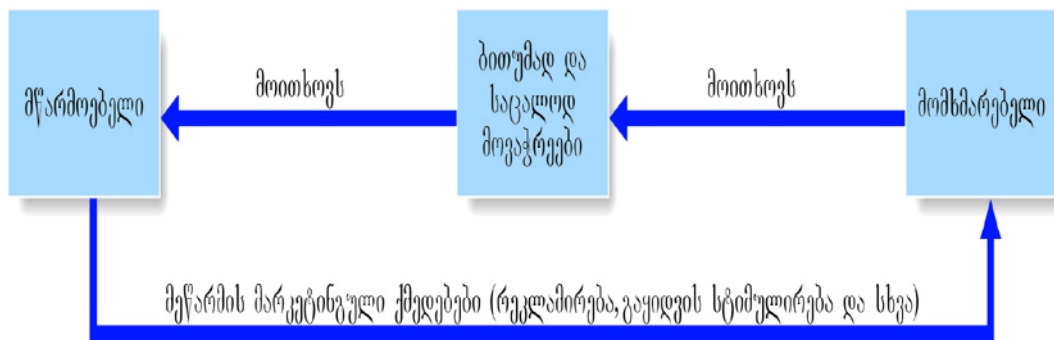 მწარმოებელი
მოითხოვს
ბითუმად და
საცალოდ
მოვაჭრეები
მოითხოვს
მომხმარებელი
მეწარმის მარკეტინგული ქმედებები (რეკლამირება, გაყიდვის სტიმულირება და სხვა)